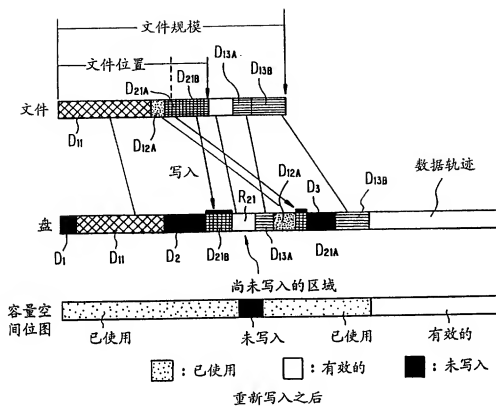 文件规模
文件位置
D13A
D13B
D21A
D21B
文件
D11
D12A
写入
D12A
D3
D13B
数据轨迹
R21
盘
D1
D11
D2
D21B
D13A
D21A
尚未写入的区域
容量空
间位图
已使用
未写入
已使用
有效的
：已使用
：有效的
：未写入
重新写入之后